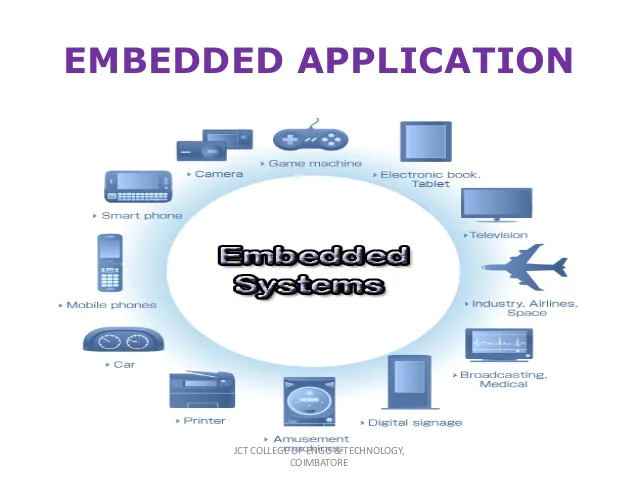 EMBEDDED APPLICATION
Game machine
Camera
Electronic book,
Tablet
Smart phone
Television
Embedded
Systems
Mobile phones
Industry, Airlines,
Space
Car
Broadcasting,
Medical
Printer
Digital signage
Amusement
machines
JCT COLLEGE OF ENGG & TECHNOLOGY,
COIMBATORE